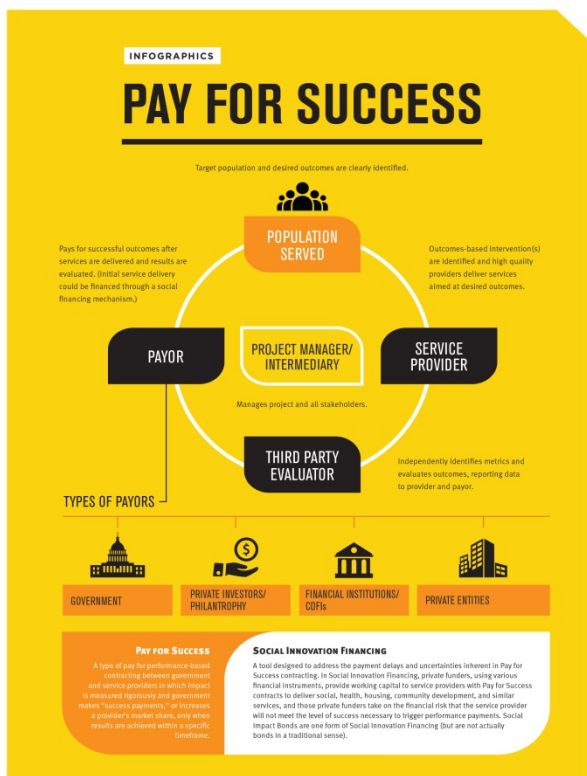 INFOGRAPHICS
PAY FOR SUCCESS
Target population and desired outcomes are clearly identified.
POPULATION
SERVED
Pays for successful outcomes after
services are delivered and results are
evaluated. (Initial service delivery
could be financed through a social
financing mechanism.)
Outcomes-based intervention(s)
are identified and high quality
providers deliver services
aimed at desired outcomes.
PAYOR
PROJECT MANAGER/
INTERMEDIARY
SERVICE
PROVIDER
Manages project and all stakeholders.
THIRD PARTY
EVALUATOR
Independently identifies metrics and
evaluates outcomes, reporting data
to provider and payor.
TYPES OF PAYORS
$
GOVERNMENT
PRIVATE INVESTORS/
PHILANTHROPY
FINANCIAL INSTITUTIONS/
CDFIs
PRIVATE ENTITIES
PAY FOR SUCCESS
A type of pay for performance-based
contracting between government
and service providers in which impact
is measured rigorously and government
makes "success payments," or increases
a provider's market share, only when
results are achieved within a specific
timeframe.
SOCIAL INNOVATION FINANCING
A tool designed to address the payment delays and uncertainties inherent in Pay for
Success contracting. In Social Innovation Financing, private funders, using various
financial instruments, provide working capital to service providers with Pay for Success
contracts to deliver social, health, housing, community development, and similar
services, and these private funders take on the financial risk that the service provider
will not meet the level of success necessary to trigger performance payments. Social
Impact Bonds are one form of Social Innovation Financing (but are not actually
bonds in a traditional sense).